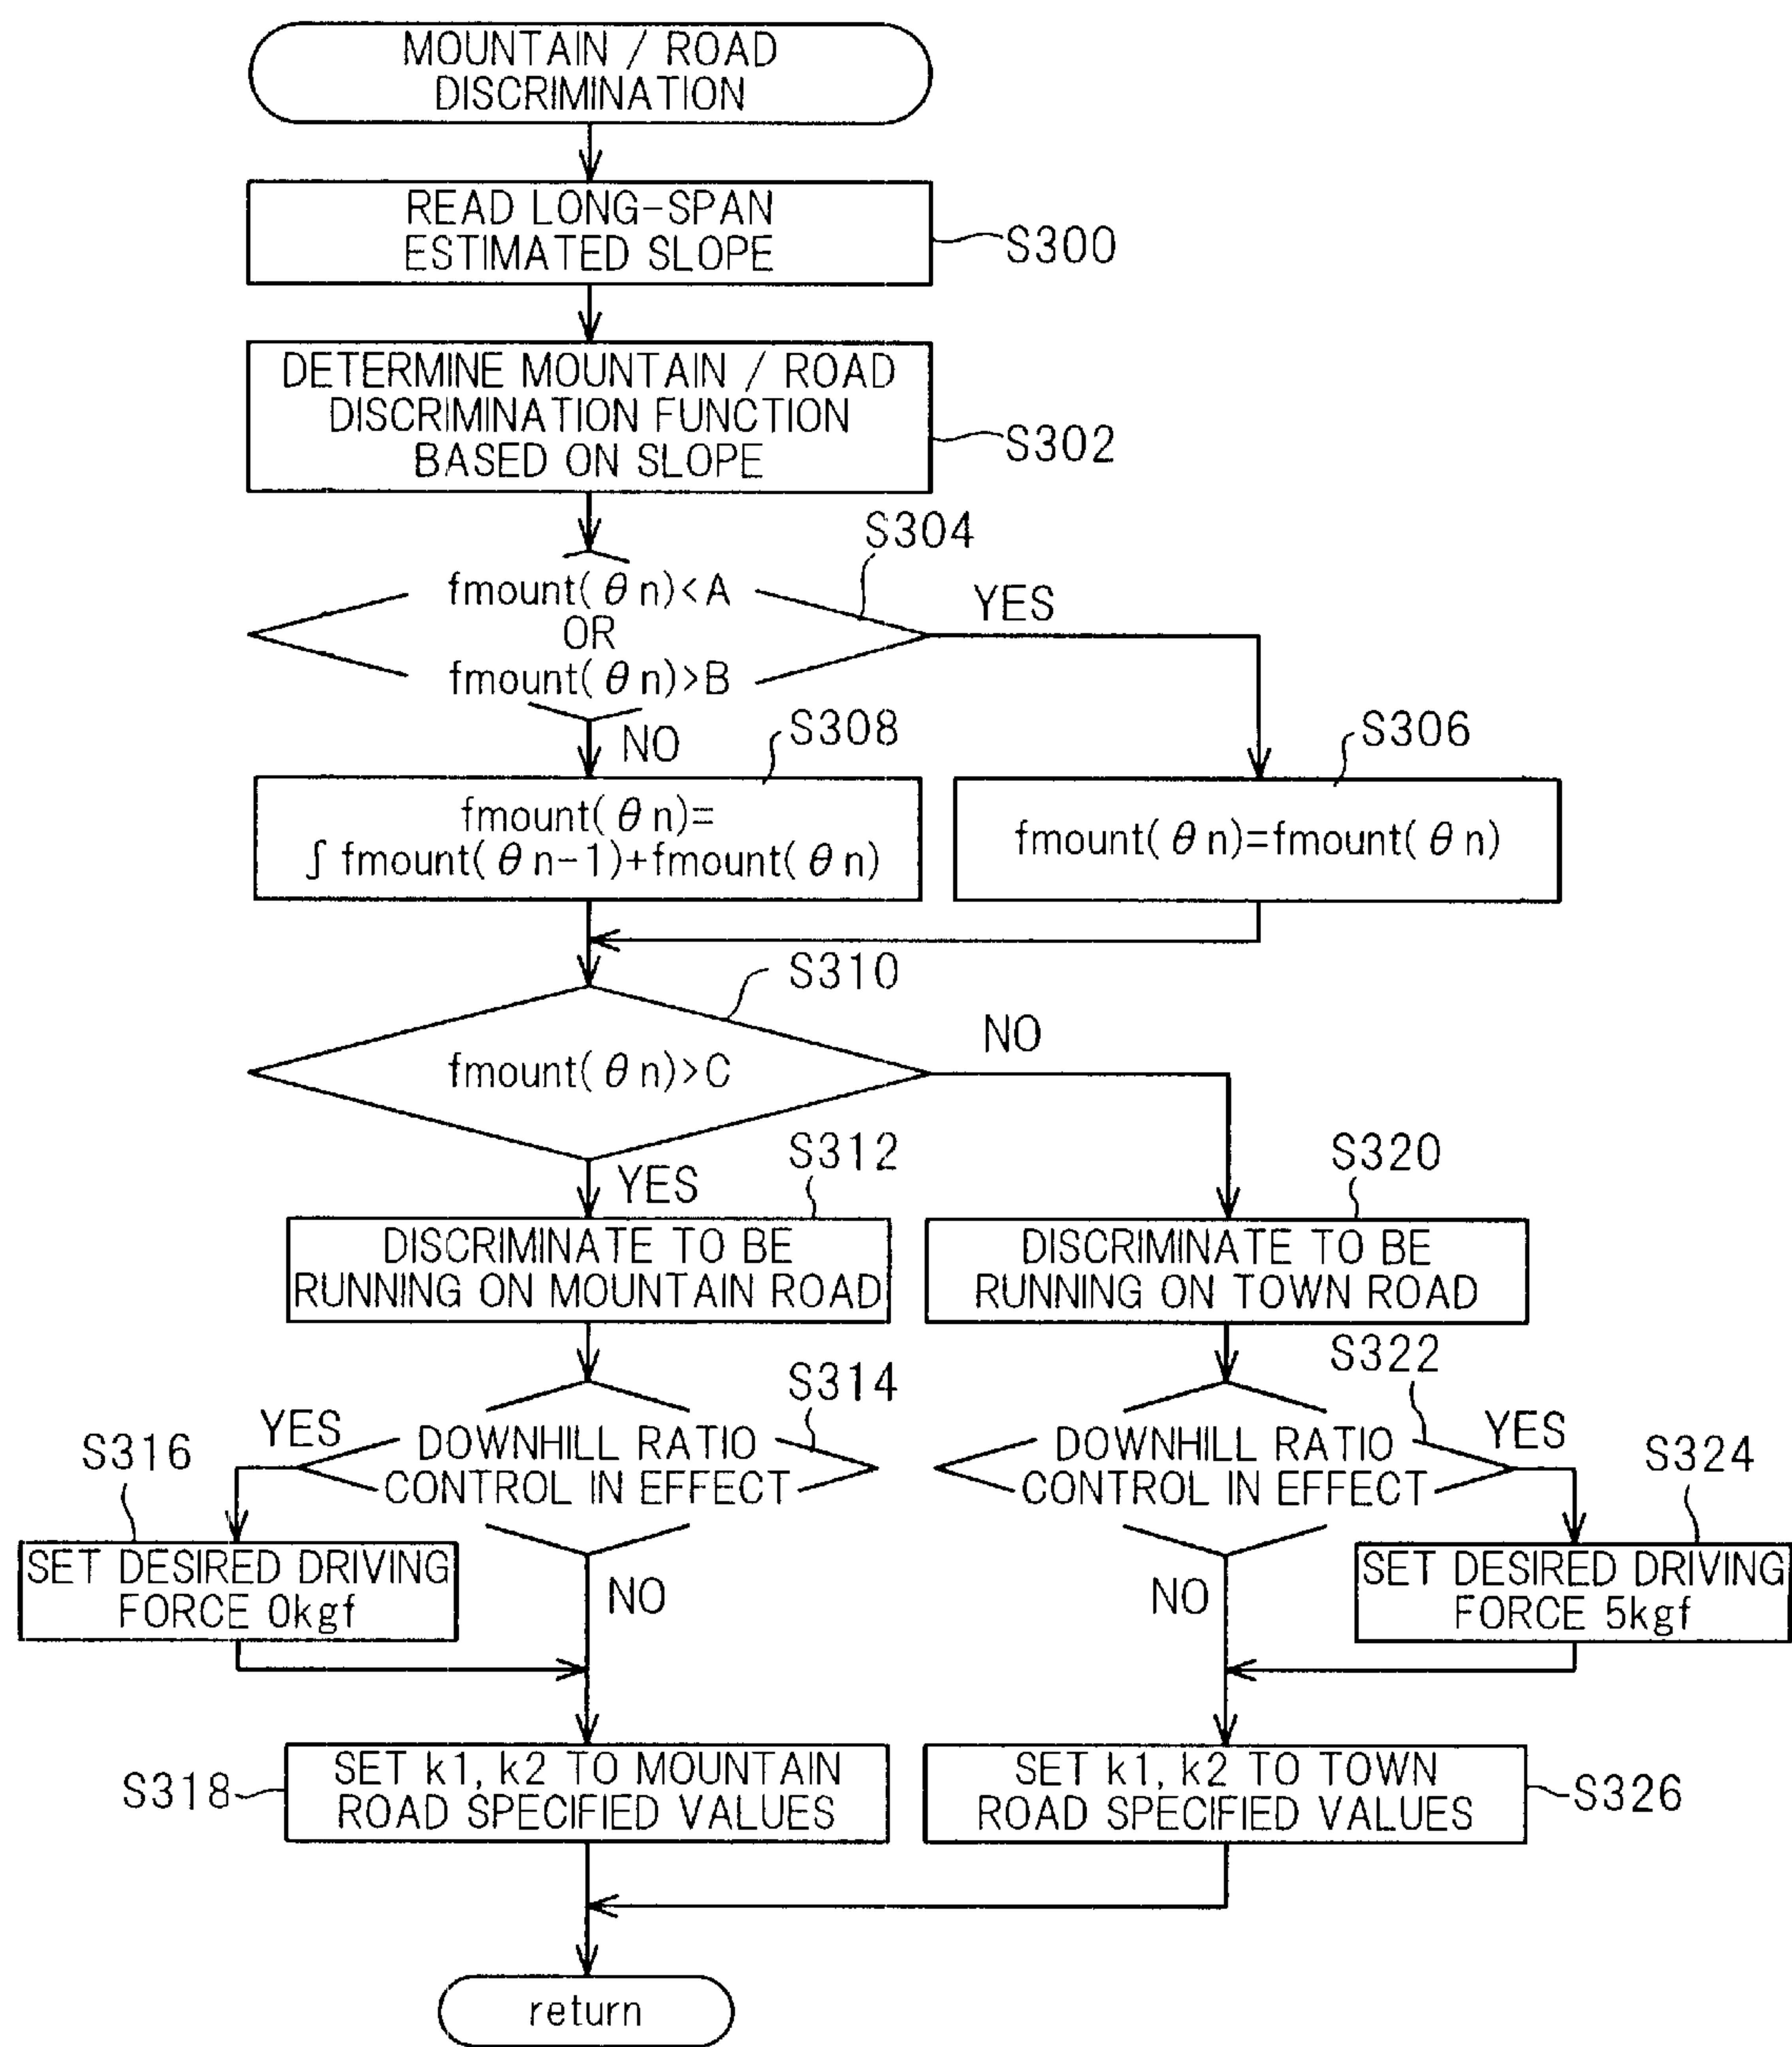 MOUNTAIN / ROAD
DISCRIMINATION
READ LONG-SPAN
ESTIMATED SLOPE
S300
DETERMINE MOUNTAIN / ROAD
DISCRIMINATION FUNCTION
BASED ON SLOPE
S302
S304
fmount(θn)<A
OR
fmount(θn)>B
YES
NO
S308
S306
fmount(θn)=
∫fmount(θn-1)+fmount(θn)
fmount(θn)=fmount(θn)
S310
fmount(θn)>C
NO
YES
S312
S320
DISCRIMINATE TO BE
RUNNING ON MOUNTAIN ROAD
DISCRIMINATE TO BE
RUNNING ON TOWN ROAD
S314
S322
YES
DOWNHILL RATIO
CONTROL IN EFFECT
DOWNHILL RATIO
CONTROL IN EFFECT
YES
S316
S324
SET DESIRED DRIVING
FORCE 0kgf
NO
NO
SET DESIRED DRIVING
FORCE 5kgf
S318
SET k1, k2 TO MOUNTAIN
ROAD SPECIFIED VALUES
SET k1, k2 TO TOWN
ROAD SPECIFIED VALUES
S326
return